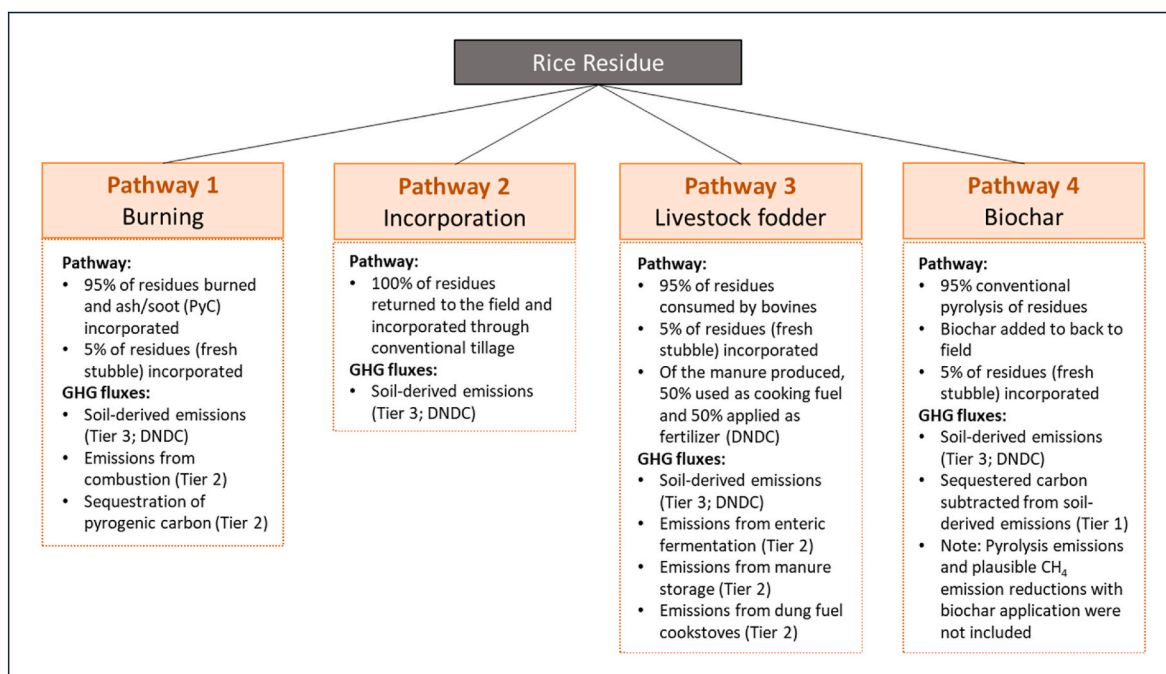 Rice Residue
Pathway 1
Burning
Pathway:
• 95% of residues burned
and ash/soot (PyC)
incorporated
• 5% of residues (fresh
stubble) incorporated
GHG fluxes:
• Soil-derived emissions
(Tier 3; DNDC)
• Emissions from
combustion (Tier 2)
• Sequestration of
pyrogenic carbon (Tier 2)
Pathway 2
Incorporation
Pathway:
• 100% of residues
returned to the field and
incorporated through
conventional tillage
GHG fluxes:
• Soil-derived emissions
(Tier 3; DNDC)
Pathway 3
Livestock fodder
Pathway:
• 95% of residues
consumed by bovines
• 5% of residues (fresh
stubble) incorporated
• Of the manure produced,
50% used as cooking fuel
and 50% applied as
fertilizer (DNDC)
GHG fluxes:
• Soil-derived emissions
(Tier 3; DNDC)
• Emissions from enteric
fermentation (Tier 2)
• Emissions from manure
storage (Tier 2)
• Emissions from dung fuel
cookstoves (Tier 2)
Pathway 4
Biochar
Pathway:
• 95% conventional
pyrolysis of residues
• Biochar added to back to
field
• 5% of residues (fresh
stubble) incorporated
GHG fluxes:
• Soil-derived emissions
(Tier 3; DNDC)
• Sequestered carbon
subtracted from soil-
derived emissions (Tier 1)
• Note: Pyrolysis emissions
and plausible CH₄
emission reductions with
biochar application were
not included